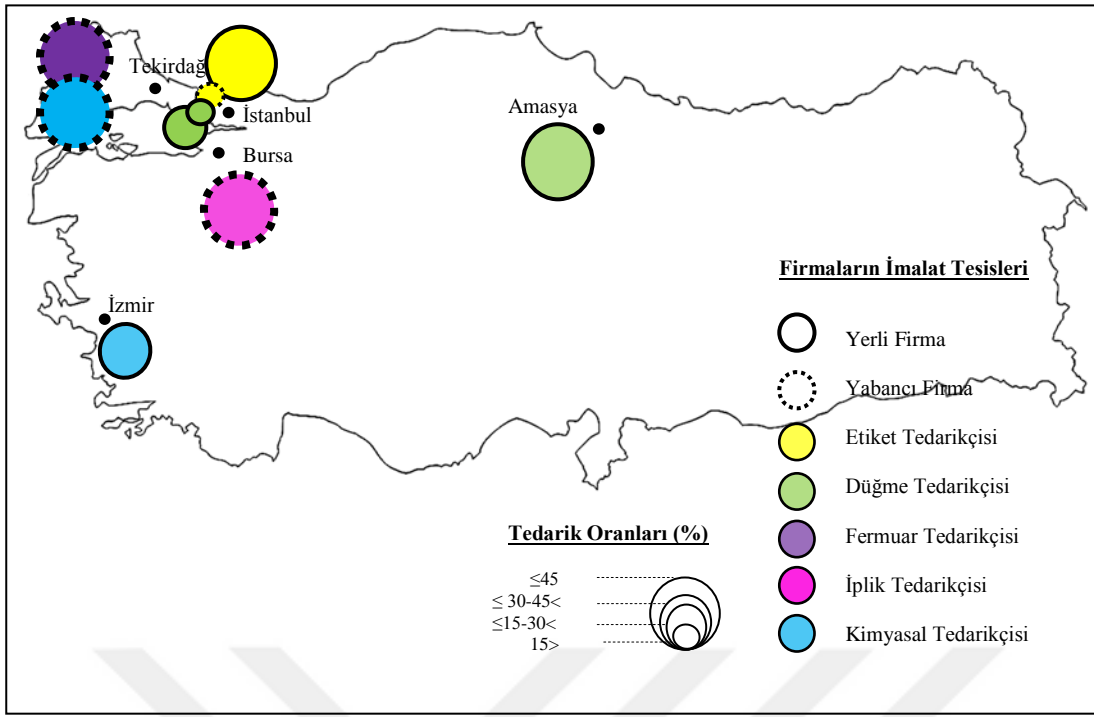 Tekirdağ
İstanbul
Amasya
Bursa
İzmir
Firmaların İmalat Tesisleri
Yerli Firma
Yabancı Firma
Etiket Tedarikçisi
Düğme Tedarikçisi
Fermuar Tedarikçisi
İplik Tedarikçisi
Kimyasal Tedarikçisi
Tedarik Oranları (%)
≤45
≤ 30-45<
≤15-30<
15>